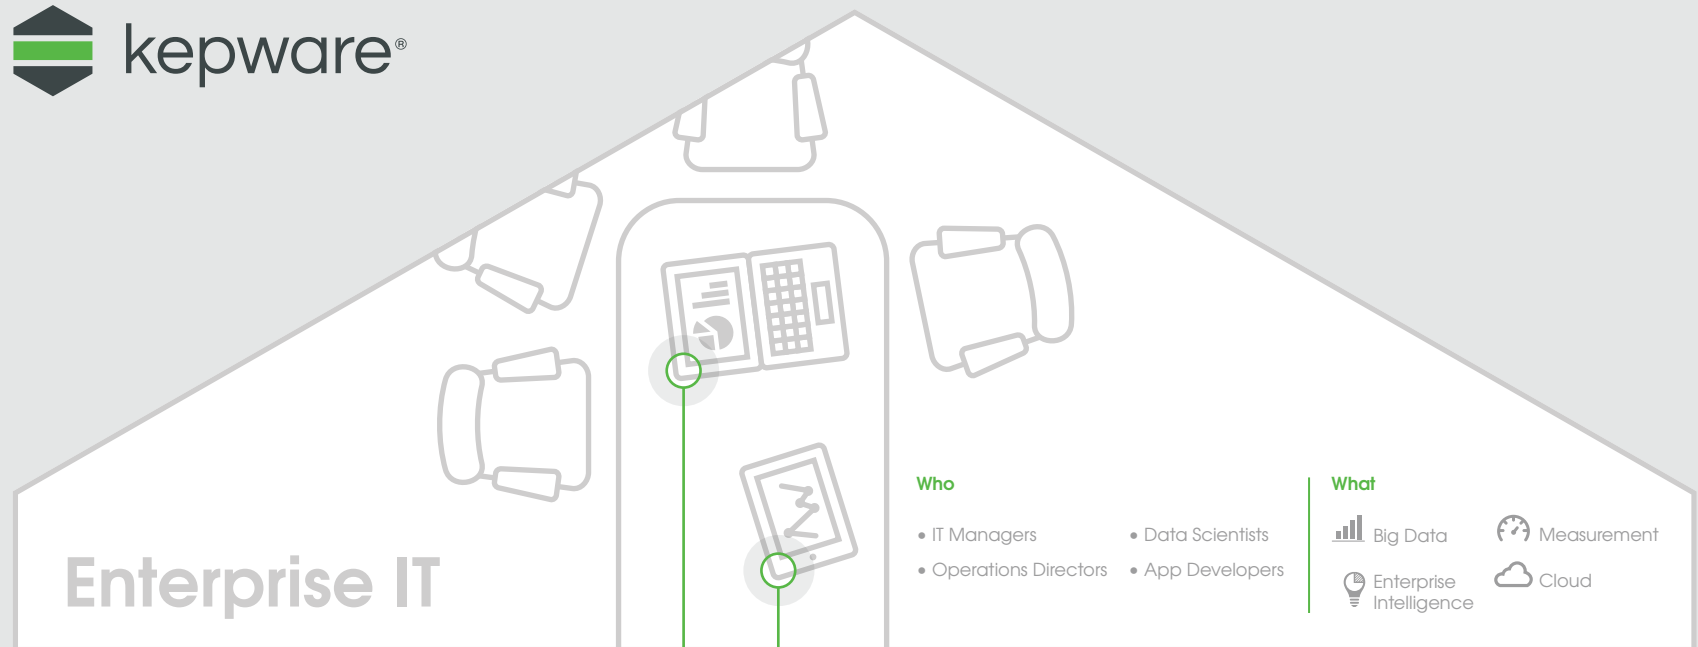 kepware®
Enterprise IT
Who
• IT Managers
• Operations Directors
• Data Scientists
• App Developers
What
Big Data
Enterprise
Intelligence
Measurement
Cloud